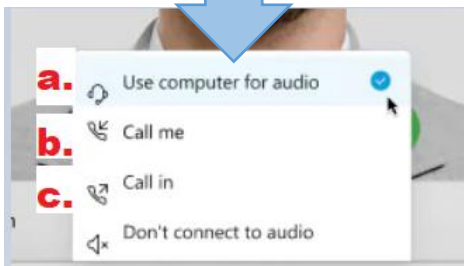 a. Use computer for audio
b. Call me
c. Call in
Don't connect to audio